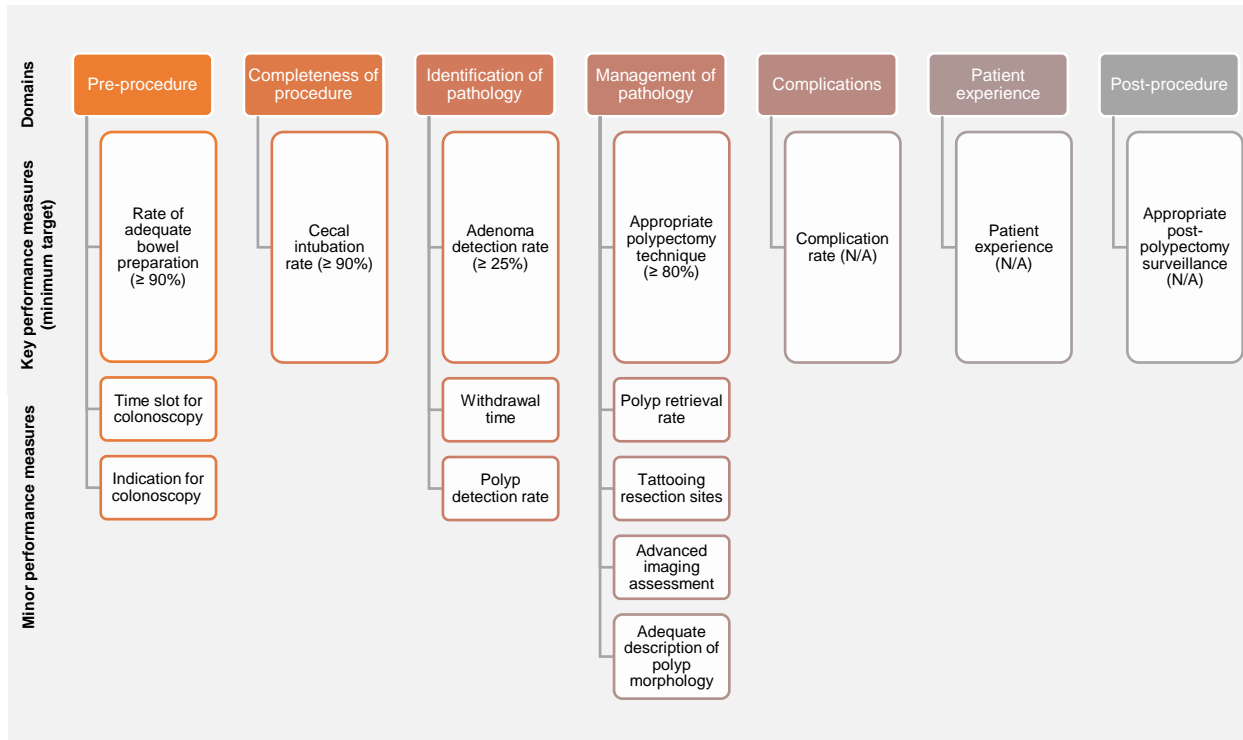 Domains
Pre-procedure
Completeness of
procedure
Identification of
pathology
Management of
pathology
Complications
Patient
experience
Post-procedure
Key performance measures
(minimum target)
Rate of
adequate
bowel
preparation
(≥ 90%)
Cecal
intubation
rate (≥ 90%)
Adenoma
detection rate
(≥ 25%)
Appropriate
polypectomy
technique
(≥ 80%)
Complication
rate (N/A)
Patient
experience
(N/A)
Appropriate
post-
polypectomy
surveillance
(N/A)
Minor performance measures
Time slot for
colonoscopy
Indication for
colonoscopy
Withdrawal
time
Polyp
detection rate
Polyp retrieval
rate
Tattooing
resection sites
Advanced
imaging
assessment
Adequate
description of
polyp
morphology